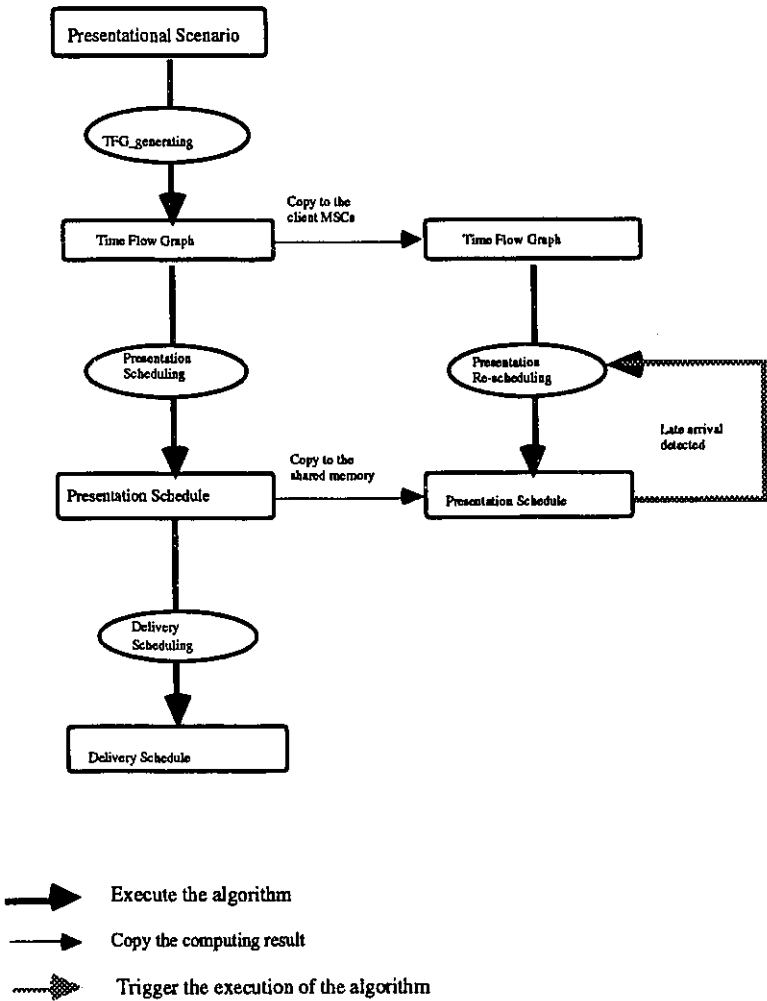 Presentational Scenario
TFG_generating
Copy to the
client MSCs
Time Flow Graph
Time Flow Graph
Presentation
Scheduling
Presentation
Re-scheduling
Late arrival
detected
Copy to the
shared memory
Presentation Schedule
Presentation Schedule
Delivery
Scheduling
Delivery Schedule
Execute the algorithm
Copy the computing result
Trigger the execution of the algorithm